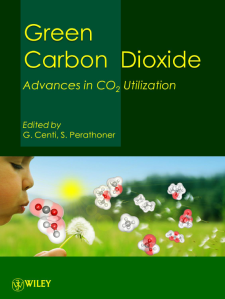 Green
Carbon Dioxide
Advances in CO₂ Utilization
Edited by
G. Centi, S. Perathoner
WILEY